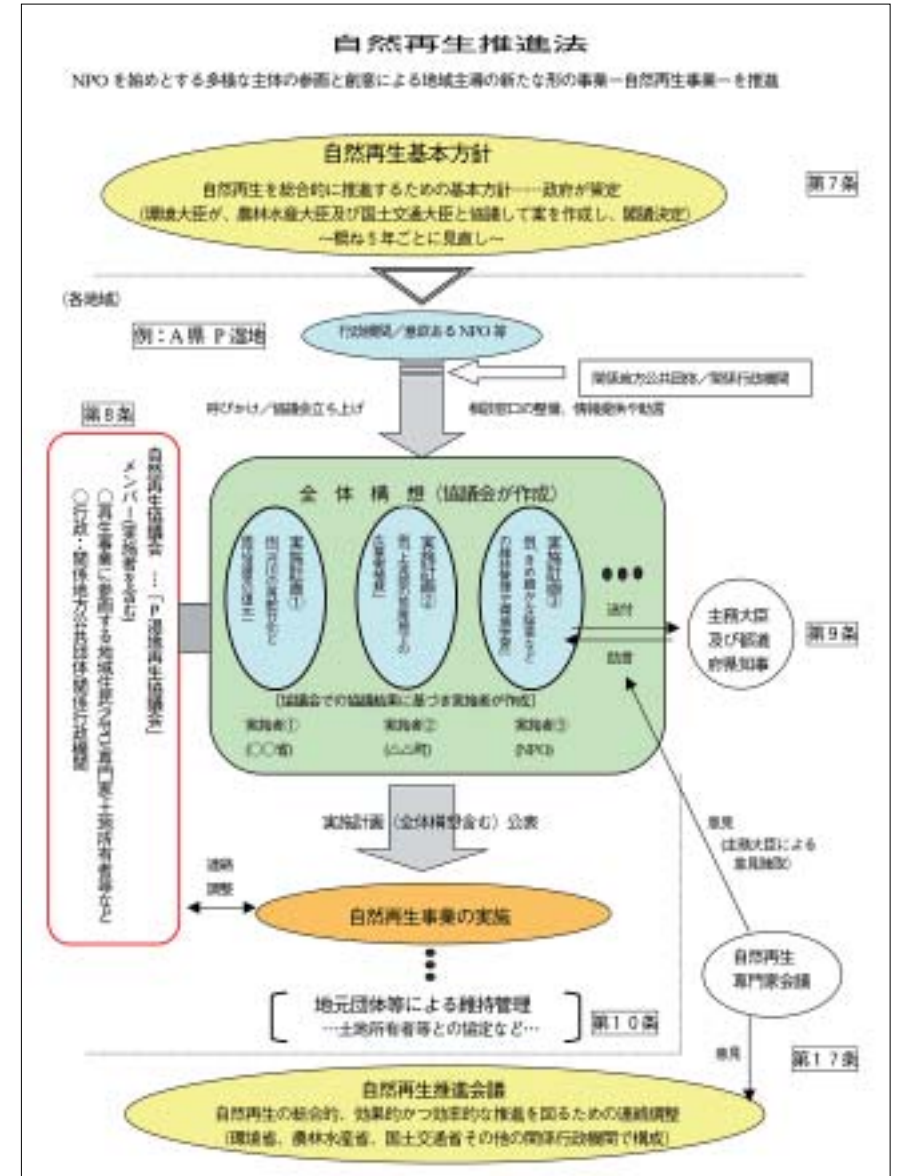 自然再生推進法
NPOを始めとする多様な主体の参画と創意による地域主導の新たな形の事業－自然再生事業－を推進
自然再生基本方針
自然再生を総合的に推進するための基本方針……政府が策定
(環境大臣が、農林水産大臣及び国土交通大臣と協議して案を作成し、閣議決定)
～概ね5年ごとに見直し～
第7条
(各地域)
例：A県 P湿地
行政機関／意欲あるNPO等
関係地方公共団体／関係行政機関
呼びかけ／協議会立ち上げ
相談窓口の整備、情報提供や助言
第8条
自然再生協議会 …「P湿地再生協議会」
メンバー(実施者を含む)
○再生事業に参画する地域住民、NPO、専門家、土地所有者等など
○行政：関係地方公共団体、関係行政機関
全 体 構 想 (協議会が作成)
実施計画①
実施計画②
実施計画③
●●●
送付
助言
主務大臣
及び都道
府県知事
第9条
[協議会での協議結果に基づき実施者が作成]
実施者①
(○○省)
実施者②
(△△町)
実施者③
(NPO)
実施計画（全体構想含む）公表
意見
(主務大臣による
意見聴取)
連絡
調整
自然再生事業の実施
自然再生
専門家会議
地元団体等による維持管理
…土地所有者等との協定など…
第10条
意見
第17条
自然再生推進会議
自然再生の総合的、効果的かつ効率的な推進を図るための連絡調整
(環境省、農林水産省、国土交通省その他の関係行政機関で構成)